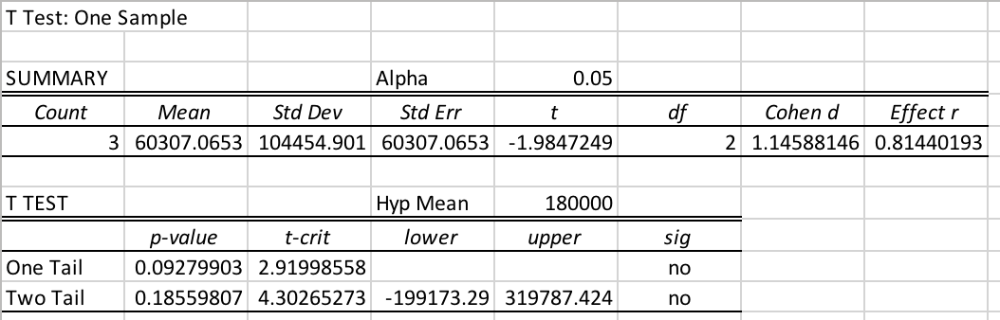 T Test: One Sample
SUMMARY Alpha 0.05
Count Mean Std Dev Std Err t df Cohen d Effect r
3 60307.0653 104454.901 60307.0653 -1.9847249 2 1.14588146 0.81440193
T TEST Hyp Mean 180000
p-value t-crit lower upper sig
One Tail 0.09279903 2.91998558 no
Two Tail 0.18559807 4.30265273 -199173.29 319787.424 no